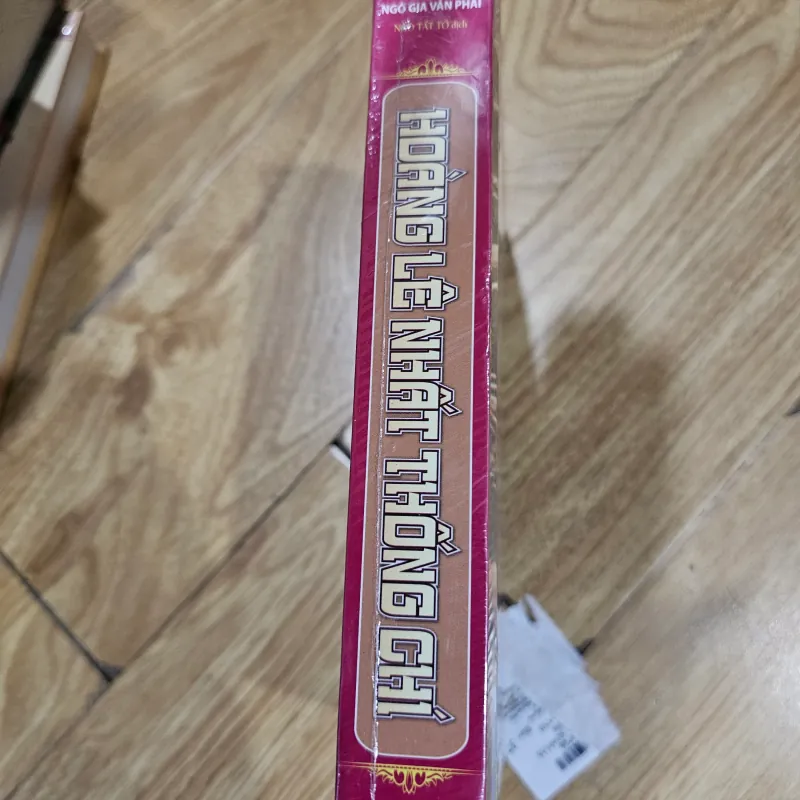 NGÔ GIA VĂN PHÁI
NGÔ TẤT TỐ dịch
HOÀNG LÊ NHẤT THỐNG CHÍ